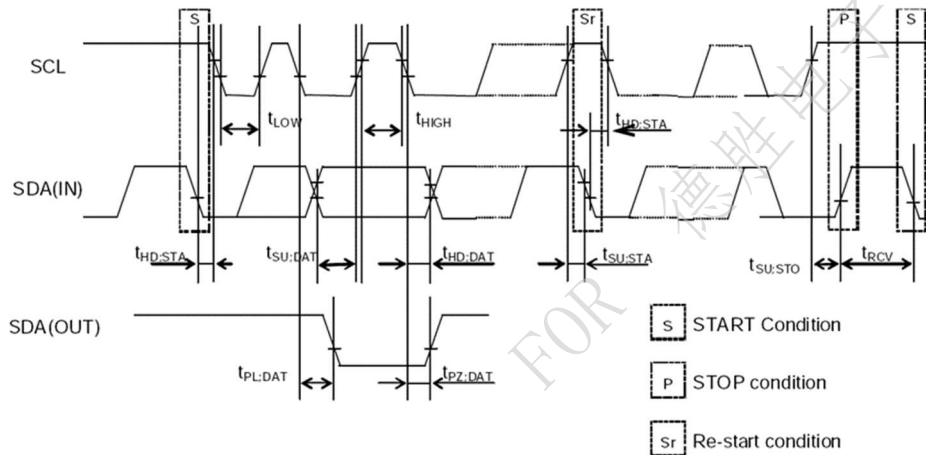 S Sr P S
SCL
tLOW tHIGH tHD:STA
SDA(IN)
tHD:STA tSU:DAT tHD:DAT tSU:STA tSU:STO tRCV
SDA(OUT)
S START Condition
tPL:DAT tPZ:DAT
P STOP condition
Sr Re-start condition
FOR 德胜电子